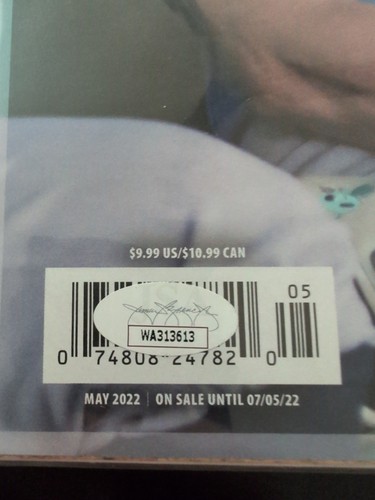 $9.99 US/$10.99 CAN
05
WA313613
0 74808 24782 0
MAY 2022 | ON SALE UNTIL 07/05/22